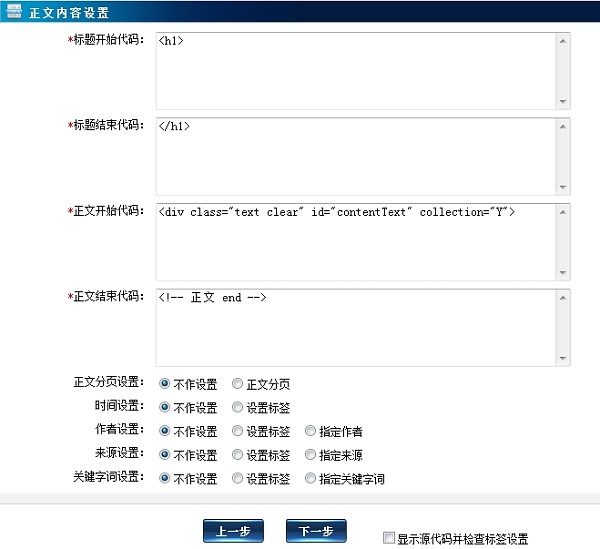 正文内容设置
*标题开始代码： <h1>
*标题结束代码： </h1>
*正文开始代码： <div class="text clear" id="contentText" collection="Y">
*正文结束代码： <!-- 正文 end -->
正文分页设置： 不作设置 正文分页
时间设置： 不作设置 设置标签
作者设置： 不作设置 设置标签 指定作者
来源设置： 不作设置 设置标签 指定来源
关键字词设置： 不作设置 设置标签 指定关键字词
上一步 下一步 显示源代码并检查标签设置